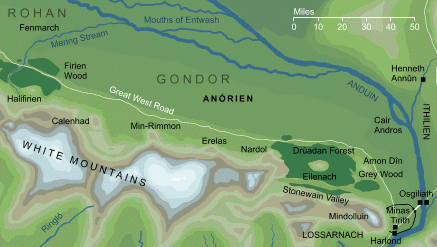 ROHAN
Fenmarch
Mouths of Entwash
Miles
0 10 20 30 40 50
Mering Stream
Firien
Wood
GONDOR
Henneth
Annûn
Halifirien
Great West Road
ANÓRIEN
ANDUIN
ITHILIEN
Calenhad
Min-Rimmon
Cair
Andros
WHITE MOUNTAINS
Erelas
Nardol
Drúadan Forest
Amon Dîn
Eilenach
Grey Wood
Stonewain Valley
Osgiliath
Ringló
Mindolluin
Minas
Tirith
LOSSARNACH
Harlond